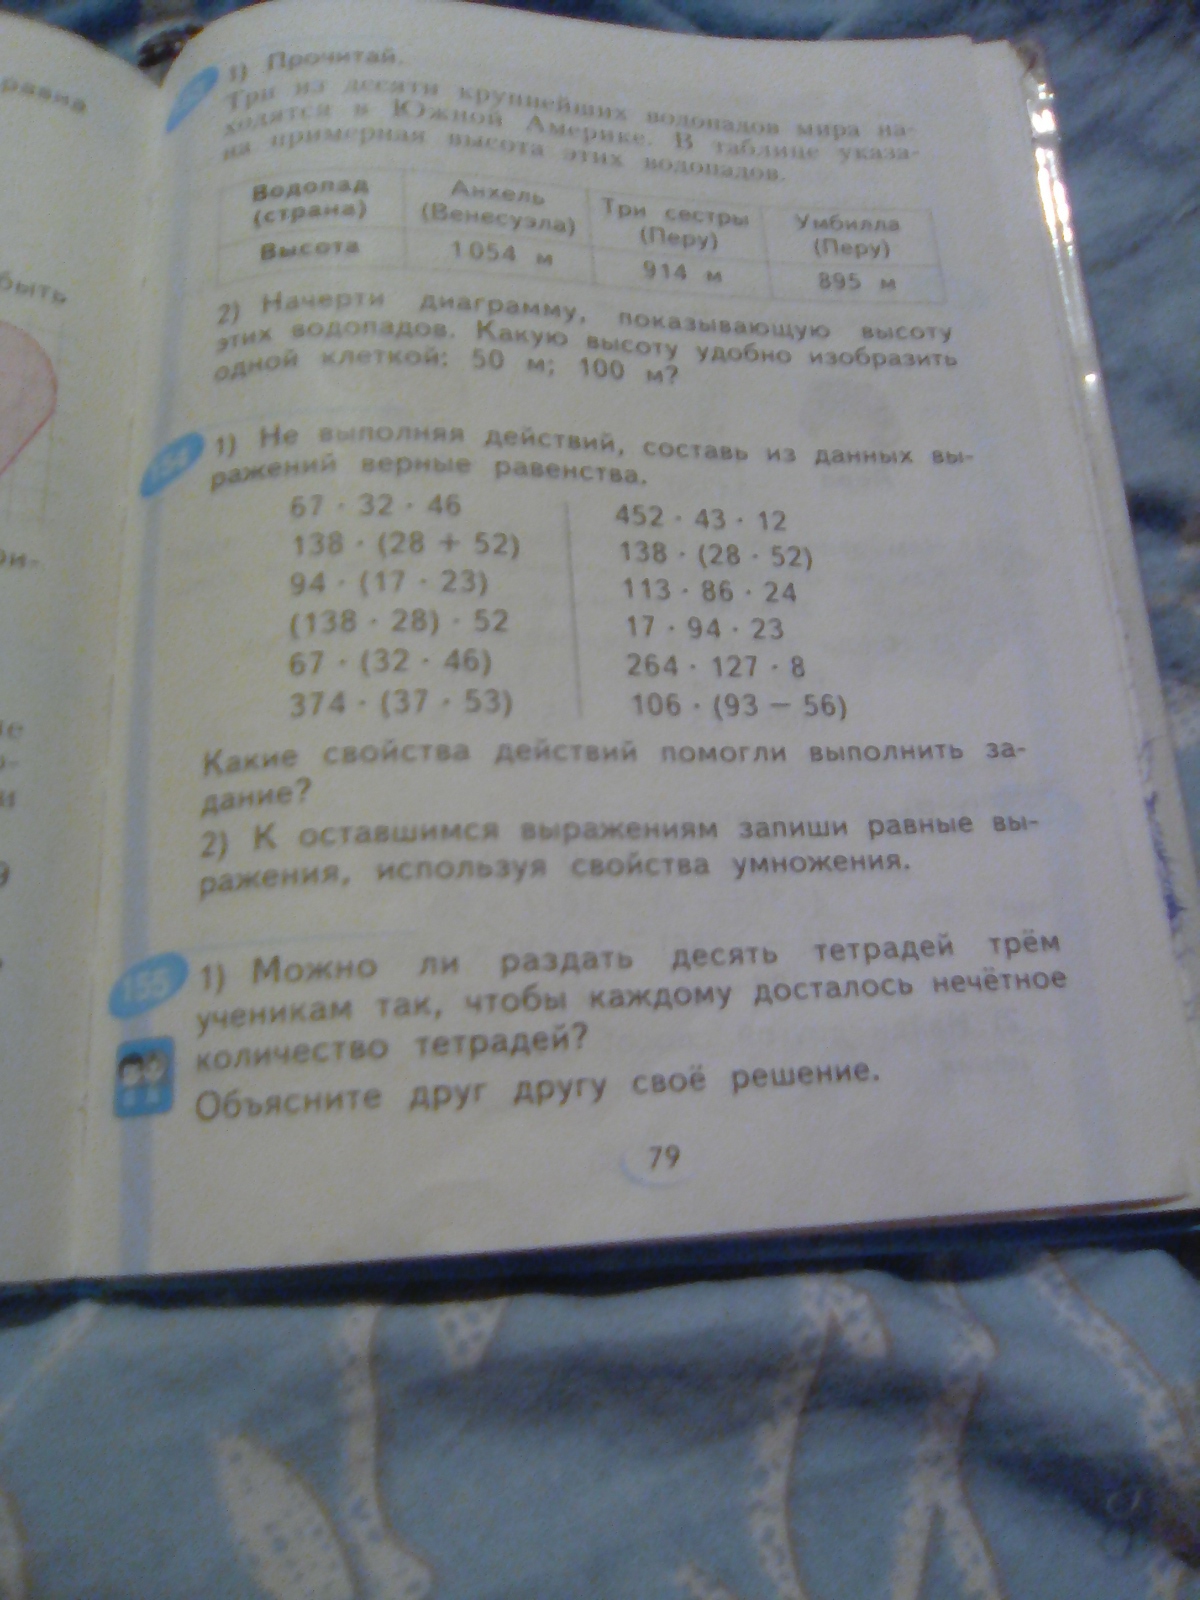 равна
быть
1) Прочитай.
Три из десяти крупнейших водопадов мира на-
ходятся в Южной Америке. В таблице указа-
на примерная высота этих водопадов.
Водопад (страна) Анхель (Венесуэла) Три сестры (Перу) Умбилла (Перу)
Высота 1 054 м 914 м 895 м
2) Начерти диаграмму, показывающую высоту
этих водопадов. Какую высоту удобно изобразить
одной клеткой: 50 м; 100 м?
154 1) Не выполняя действий, составь из данных вы-
ражений верные равенства.
67 · 32 · 46
138 · (28 + 52)
94 · (17 · 23)
(138 · 28) · 52
67 · (32 · 46)
374 · (37 · 53)
452 · 43 · 12
138 · (28 · 52)
113 · 86 · 24
17 · 94 · 23
264 · 127 · 8
106 · (93 − 56)
Какие свойства действий помогли выполнить за-
дание?
2) К оставшимся выражениям запиши равные вы-
ражения, используя свойства умножения.
155 1) Можно ли раздать десять тетрадей трём
ученикам так, чтобы каждому досталось нечётное
количество тетрадей?
Объясните друг другу своё решение.
79